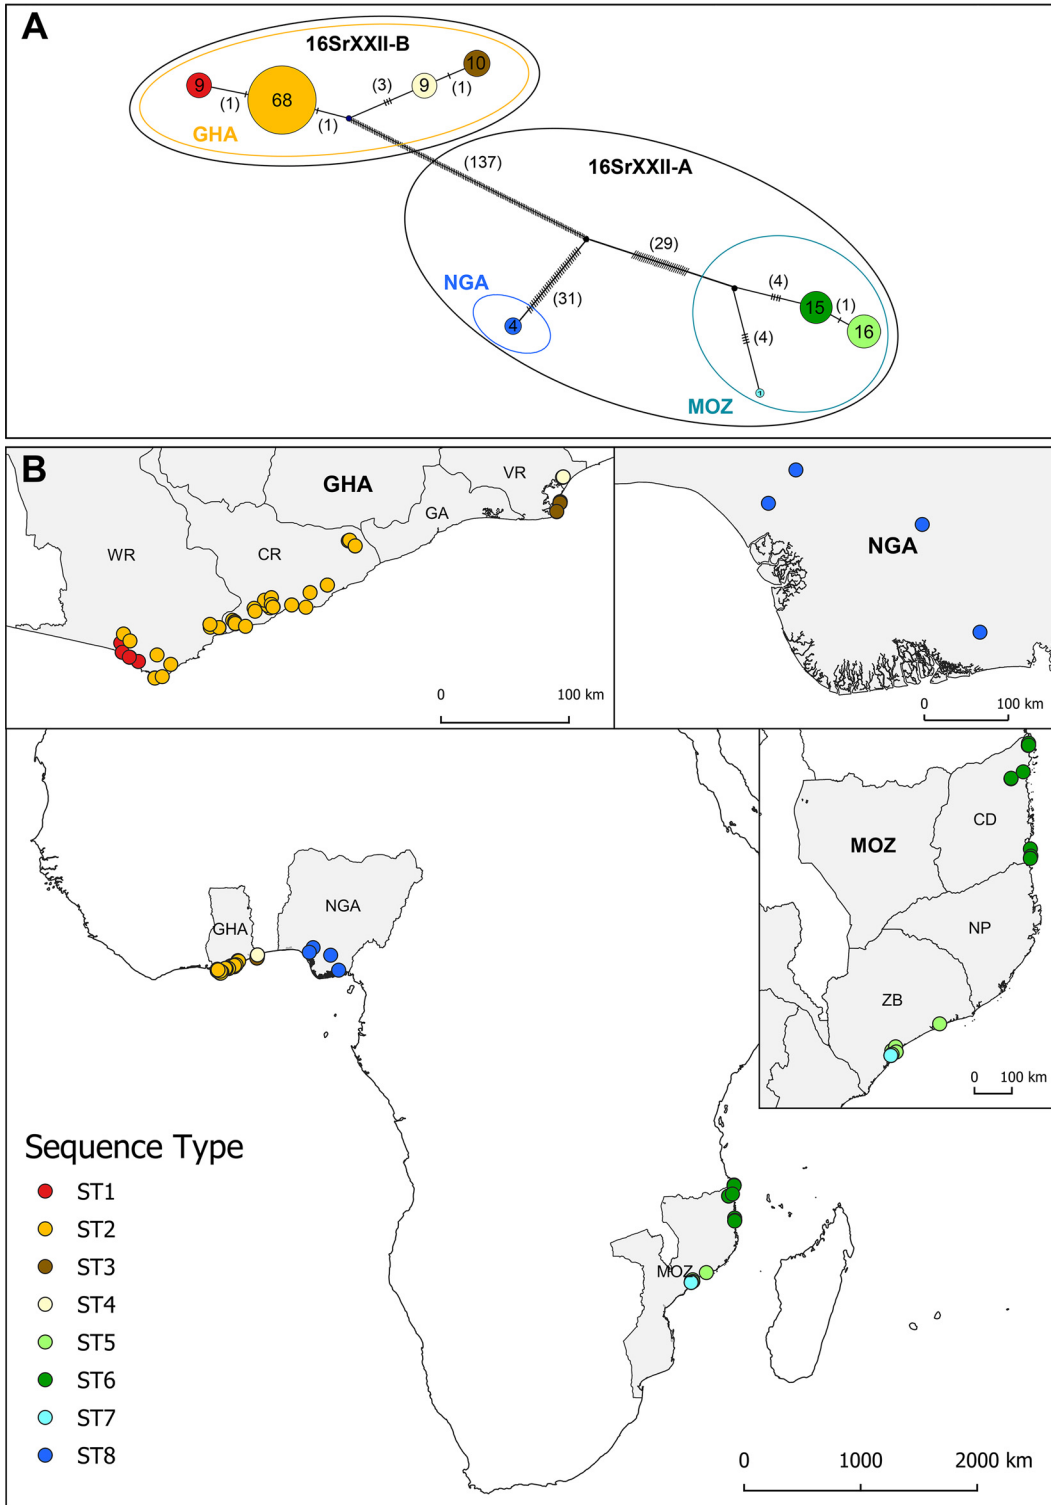 A
16SrXXII-B
9
(1)
68
(1)
(3)
9
(1)
10
GHA
(137)
16SrXXII-A
(29)
NGA
(31)
4
(4)
15
(1)
16
(4)
1
MOZ
B
GHA
VR
GA
WR
CR
0 100 km
NGA
0 100 km
MOZ
CD
NP
ZB
0 100 km
GHA
NGA
MOZ
Sequence Type
ST1
ST2
ST3
ST4
ST5
ST6
ST7
ST8
0 1000 2000 km